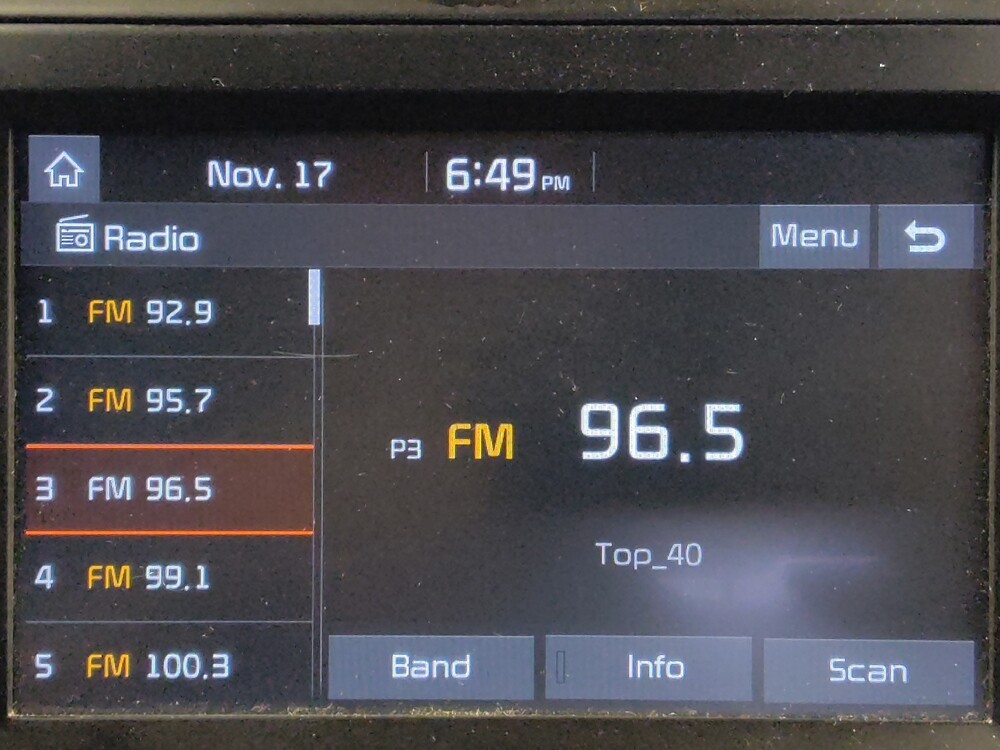 Nov. 17 6:49 PM
Radio Menu
1 FM 92.9
2 FM 95.7
3 FM 96.5
4 FM 99.1
5 FM 100.3
P3 FM 96.5
Top_40
Band Info Scan